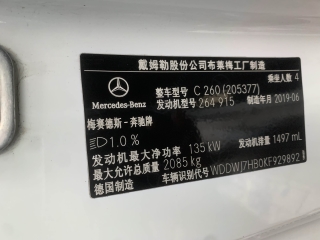 戴姆勒股份公司布莱梅工厂制造
乘坐人数 4
整车型号 C 260 (205377) 制造年月 2019-06
Mercedes-Benz 发动机型号 264 915
梅赛德斯-奔驰牌
1.0 % 发动机排量 1497 mL
发动机最大净功率 135 kW
最大允许总质量 2085 kg
德国制造 车辆识别代号 WDDWJ7HB0KF929892